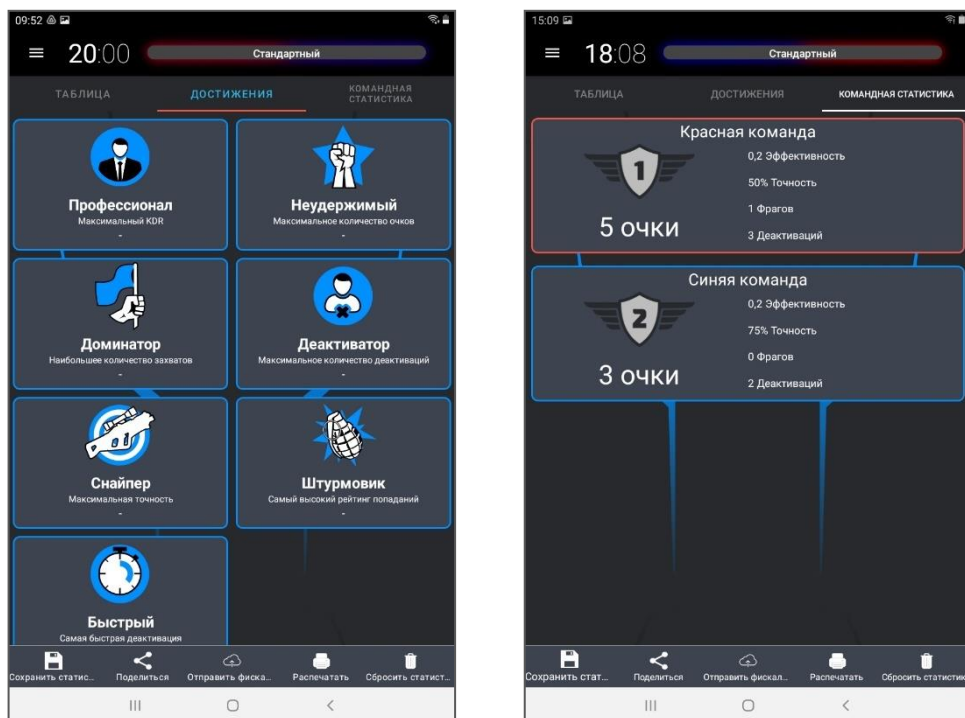 09:52
20:00
Стандартный
ТАБЛИЦА
ДОСТИЖЕНИЯ
КОМАНДНАЯ
СТАТИСТИКА
Профессионал
Максимальный KDR
-
Неудержимый
Максимальное количество очков
-
Доминатор
Наибольшее количество захватов
-
Деактиватор
Максимальное количество деактиваций
-
Снайпер
Максимальная точность
-
Штурмовик
Самый высокий рейтинг попаданий
-
Быстрый
Самая быстрая деактивация
Сохранить статис...
Поделиться
Отправить фиска...
Распечатать
Сбросить статист...
15:09
18:08
Стандартный
ТАБЛИЦА
ДОСТИЖЕНИЯ
КОМАНДНАЯ СТАТИСТИКА
Красная команда
1
5 очки
0,2 Эффективность
50% Точность
1 Фрагов
3 Деактиваций
Синяя команда
2
3 очки
0,2 Эффективность
75% Точность
0 Фрагов
2 Деактиваций
Сохранить стат...
Поделиться
Отправить фискал...
Распечатать
Сбросить статистик